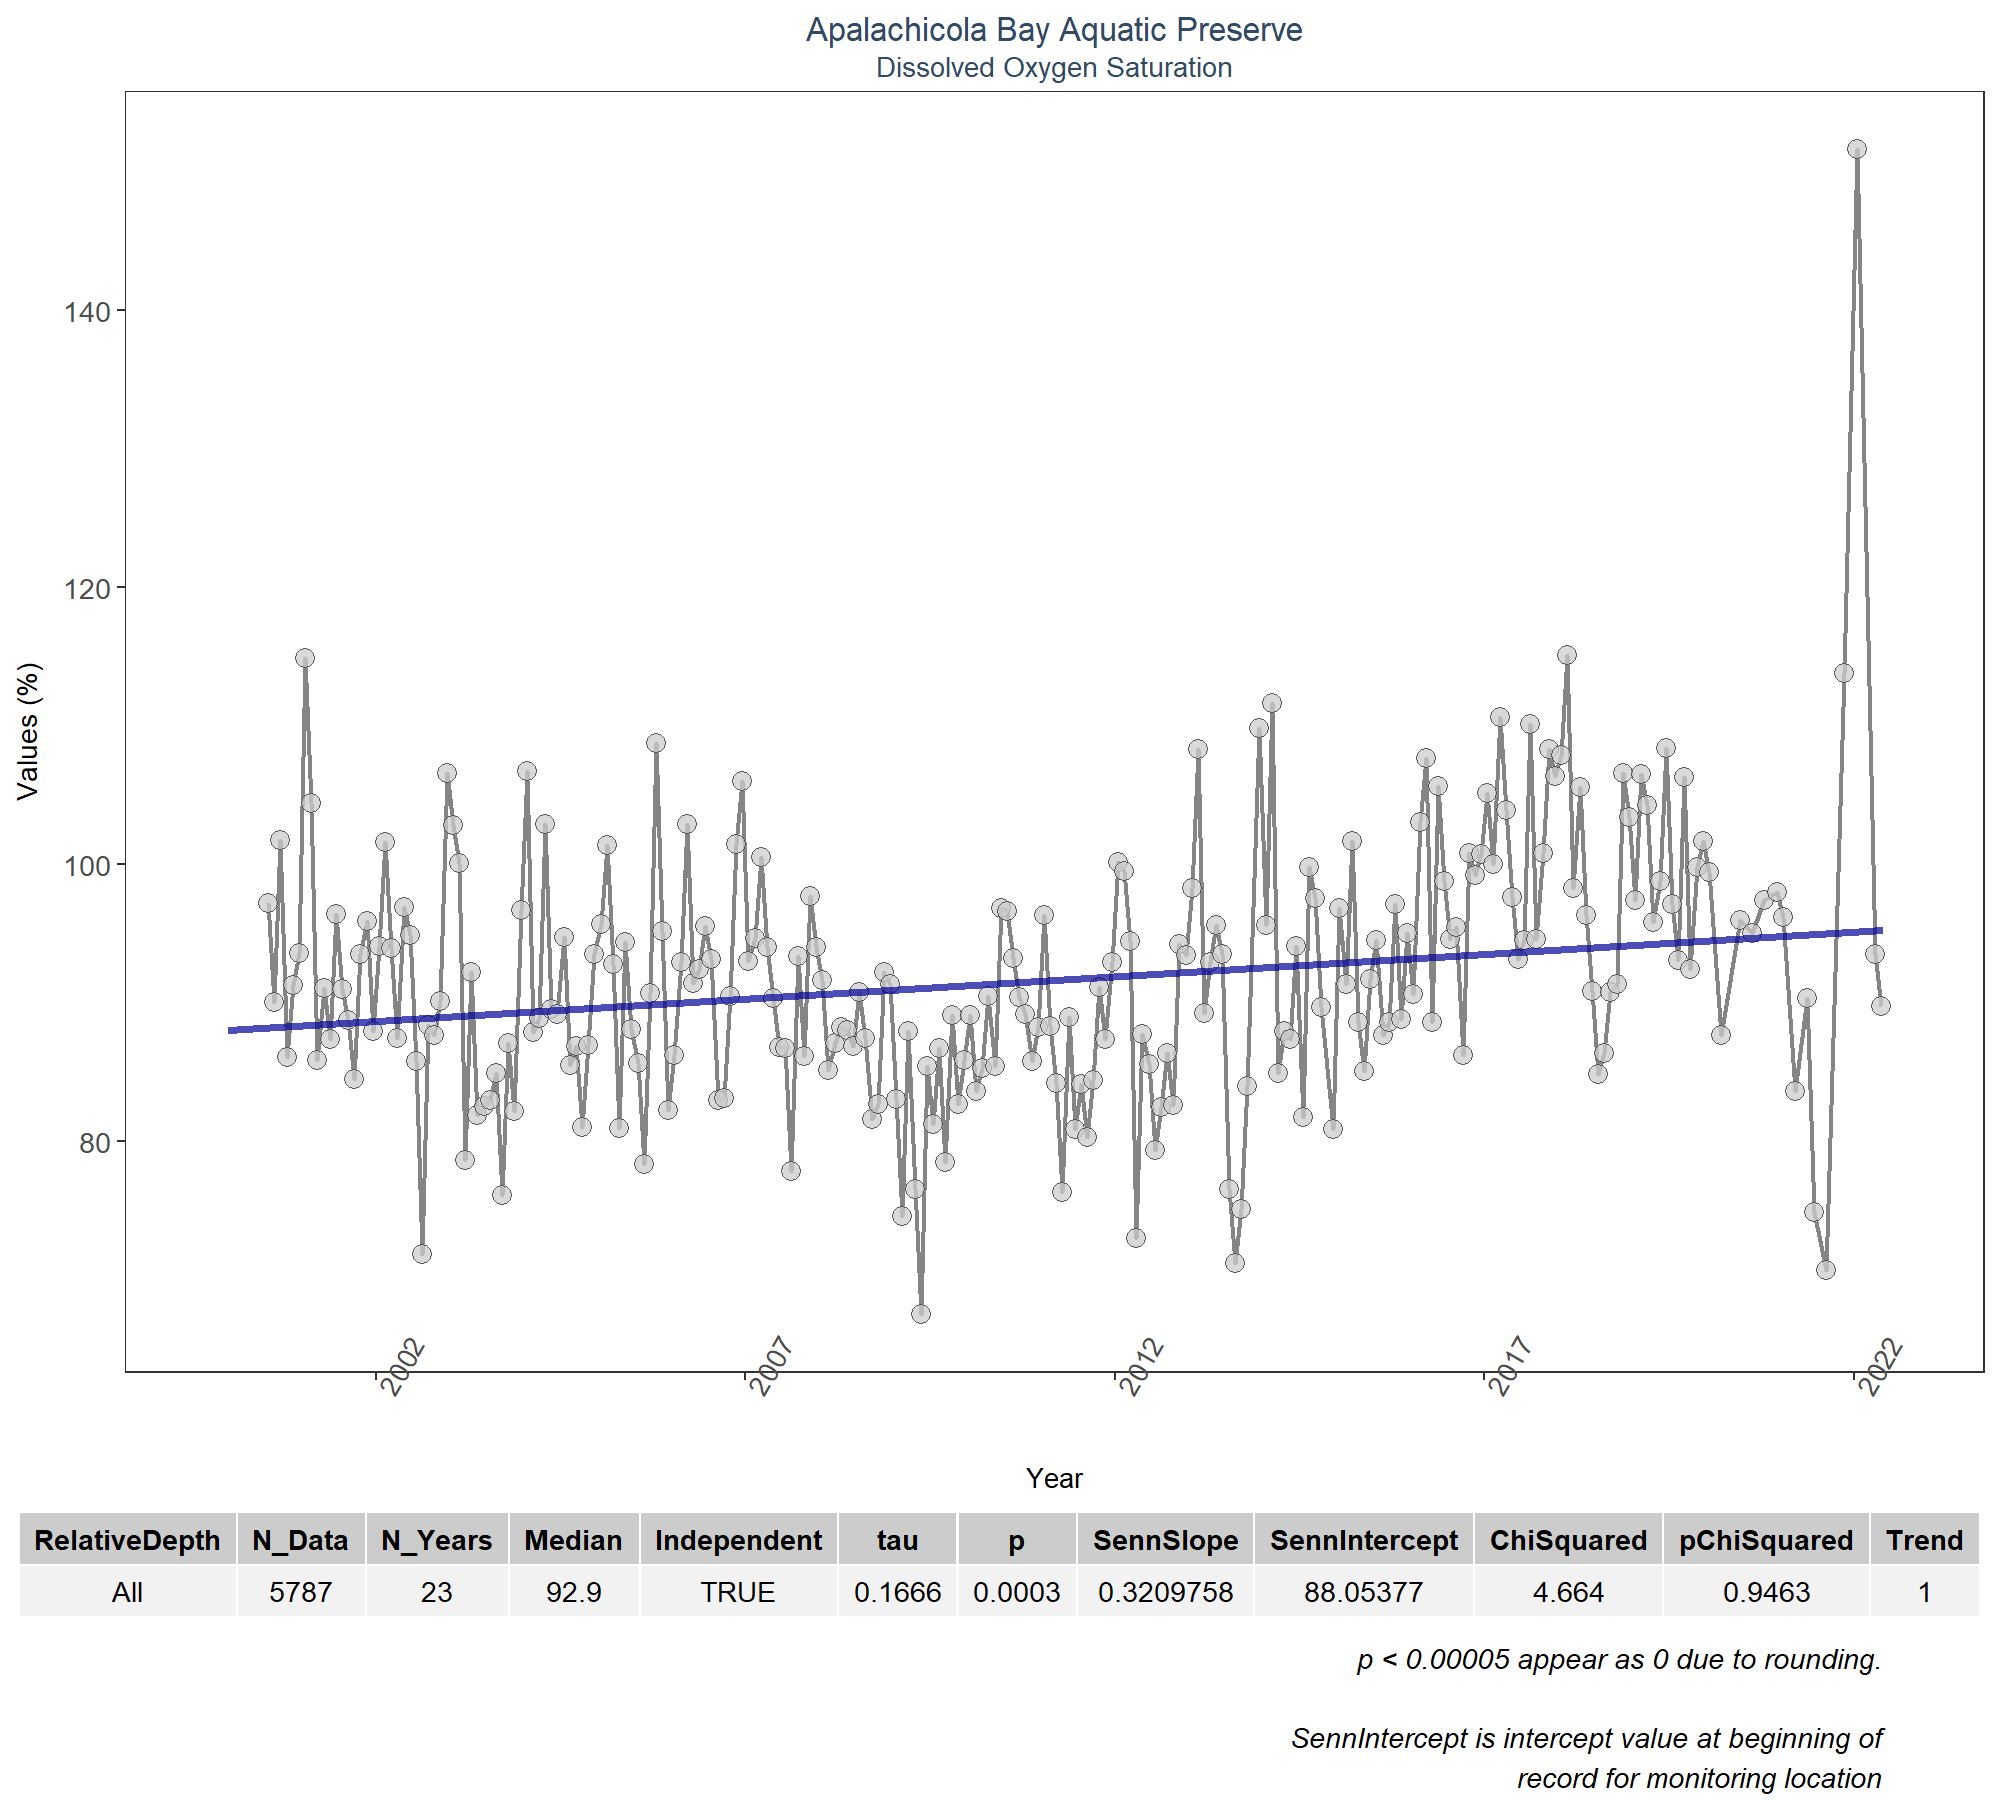 Apalachicola Bay Aquatic Preserve
Dissolved Oxygen Saturation
Values (%)
140
120
100
80
2002 2007 2012 2017 2022
Year
RelativeDepth N_Data N_Years Median Independent tau p SennSlope SennIntercept ChiSquared pChiSquared Trend
All 5787 23 92.9 TRUE 0.1666 0.0003 0.3209758 88.05377 4.664 0.9463 1
p < 0.00005 appear as 0 due to rounding.
SennIntercept is intercept value at beginning of
record for monitoring location